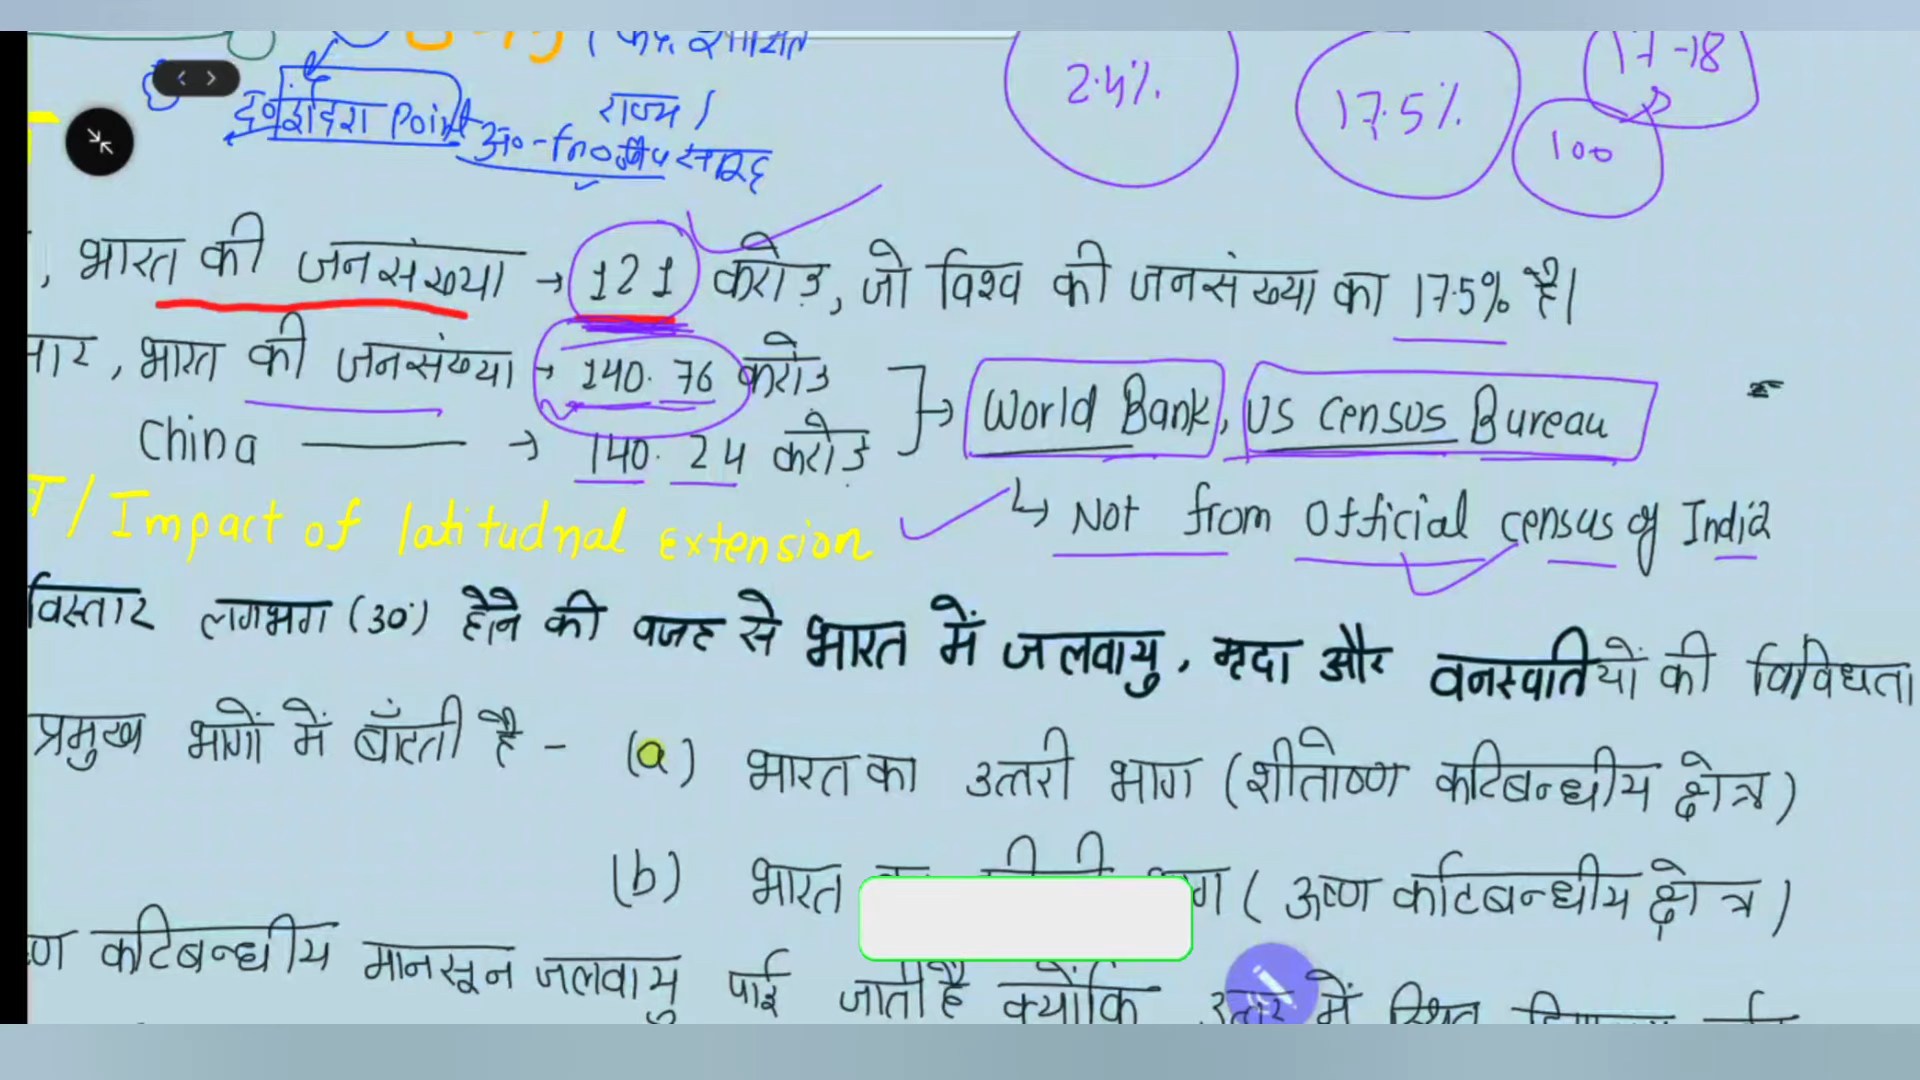 2.4%.
17.5%.
17-18
100
Point
राज्य /
समूह
, भारत की जनसंख्या → 121 करोड़, जो विश्व की जनसंख्या का 17.5% है।
सार, भारत की जनसंख्या → 140.76 करोड़
World Bank, US Census Bureau
China → 140.24 करोड़
/ Impact of latitudnal extension
↳ Not from official census of India
विस्तार लगभग (30°) होने की वजह से भारत में जलवायु, मृदा और वनस्पतियों की विविधता
प्रमुख भागों में बाँटती है - (a) भारत का उत्तरी भाग (शीतोष्ण कटिबन्धीय क्षेत्र)
(b) भारत भाग (उष्ण कटिबन्धीय क्षेत्र)
ष्ण कटिबन्धीय मानसून जलवायु पाई जाती है क्योंकि उत्तर में स्थित